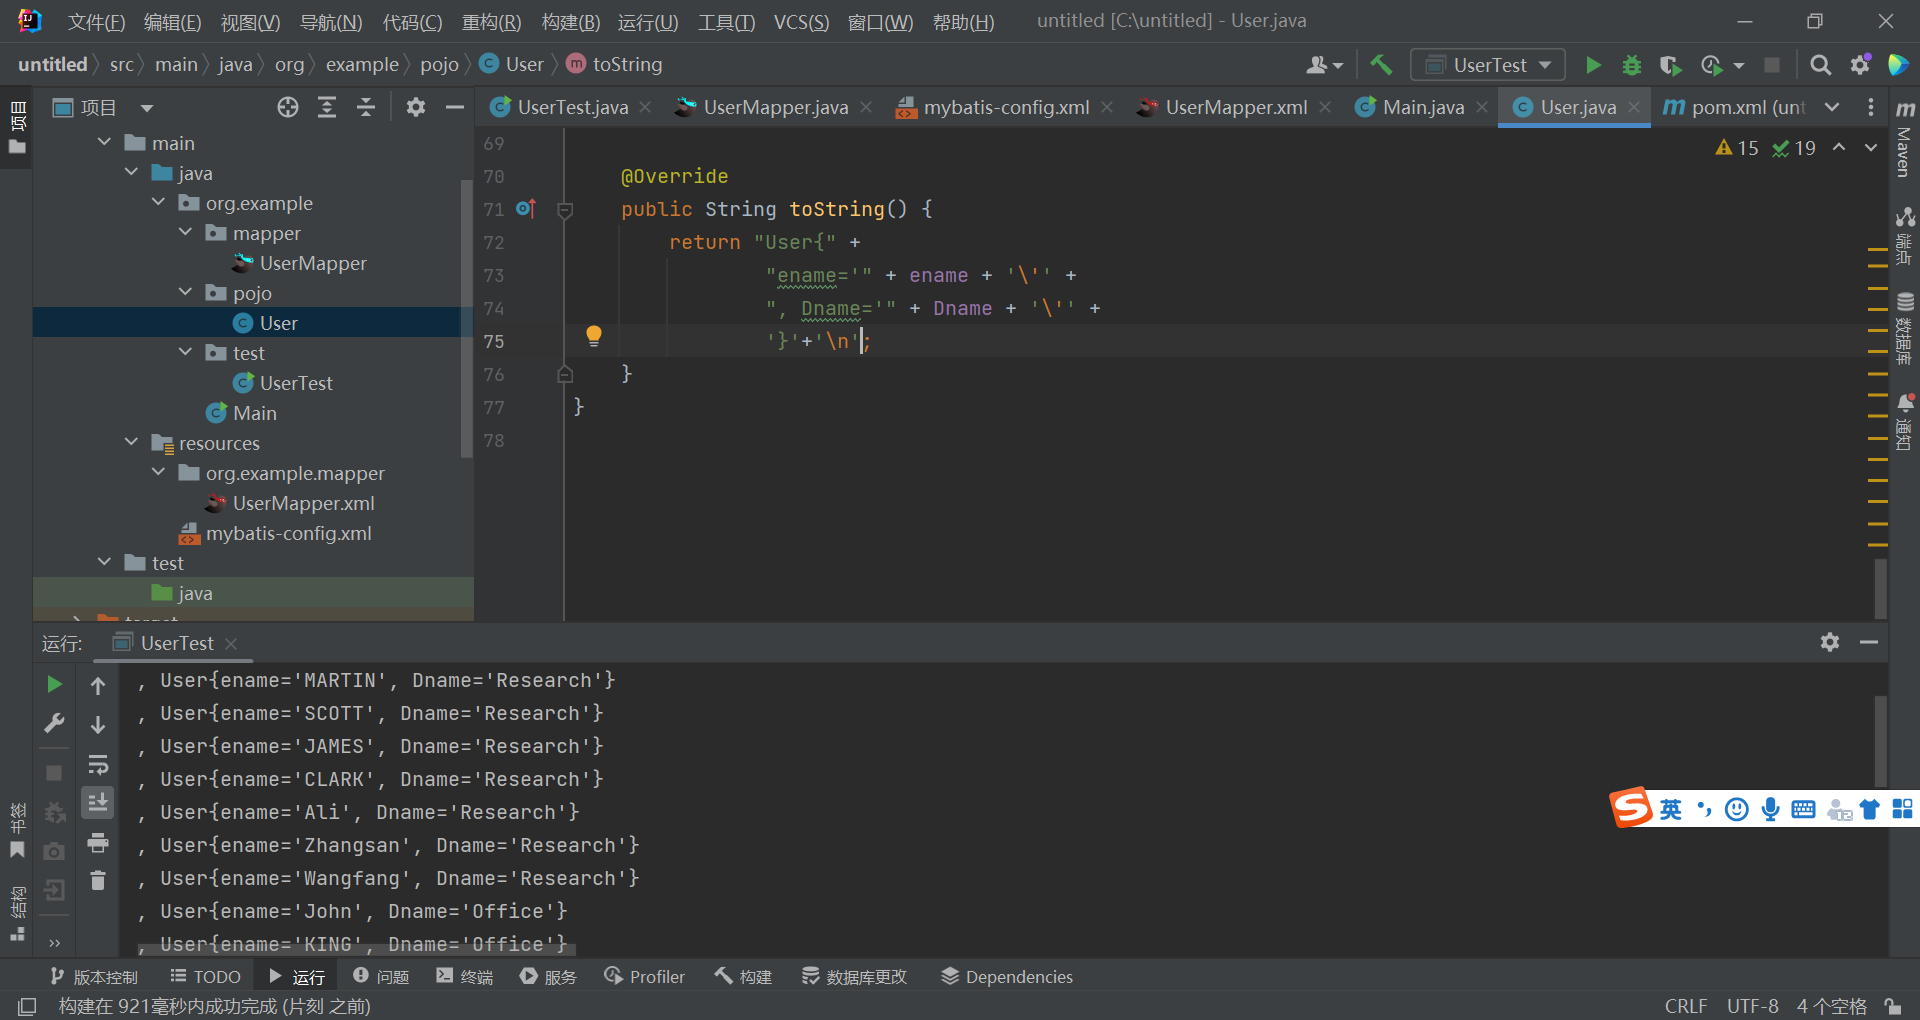 文件(F) 编辑(E) 视图(V) 导航(N) 代码(C) 重构(R) 构建(B) 运行(U) 工具(T) VCS(S) 窗口(W) 帮助(H) untitled [C:\untitled] - User.java
untitled src main java org example pojo User toString UserTest
项目 UserTest.java UserMapper.java mybatis-config.xml UserMapper.xml Main.java User.java pom.xml (unt
项目
main
java
org.example
mapper
UserMapper
pojo
User
test
UserTest
Main
resources
org.example.mapper
UserMapper.xml
mybatis-config.xml
test
java
15 19
69
70 @Override
71 public String toString() {
72 return "User{" +
73 "ename='" + ename + '\'' +
74 ", Dname='" + Dname + '\'' +
75 '}'+'\n';
76 }
77 }
78
Maven
端点
数据库
通知
运行: UserTest
, User{ename='MARTIN', Dname='Research'}
, User{ename='SCOTT', Dname='Research'}
, User{ename='JAMES', Dname='Research'}
, User{ename='CLARK', Dname='Research'}
, User{ename='Ali', Dname='Research'}
, User{ename='Zhangsan', Dname='Research'}
, User{ename='Wangfang', Dname='Research'}
, User{ename='John', Dname='Office'}
, User{ename='KING', Dname='Office'}
书签
结构
英
版本控制 TODO 运行 问题 终端 服务 Profiler 构建 数据库更改 Dependencies
构建在 921毫秒内成功完成 (片刻 之前) CRLF UTF-8 4 个空格